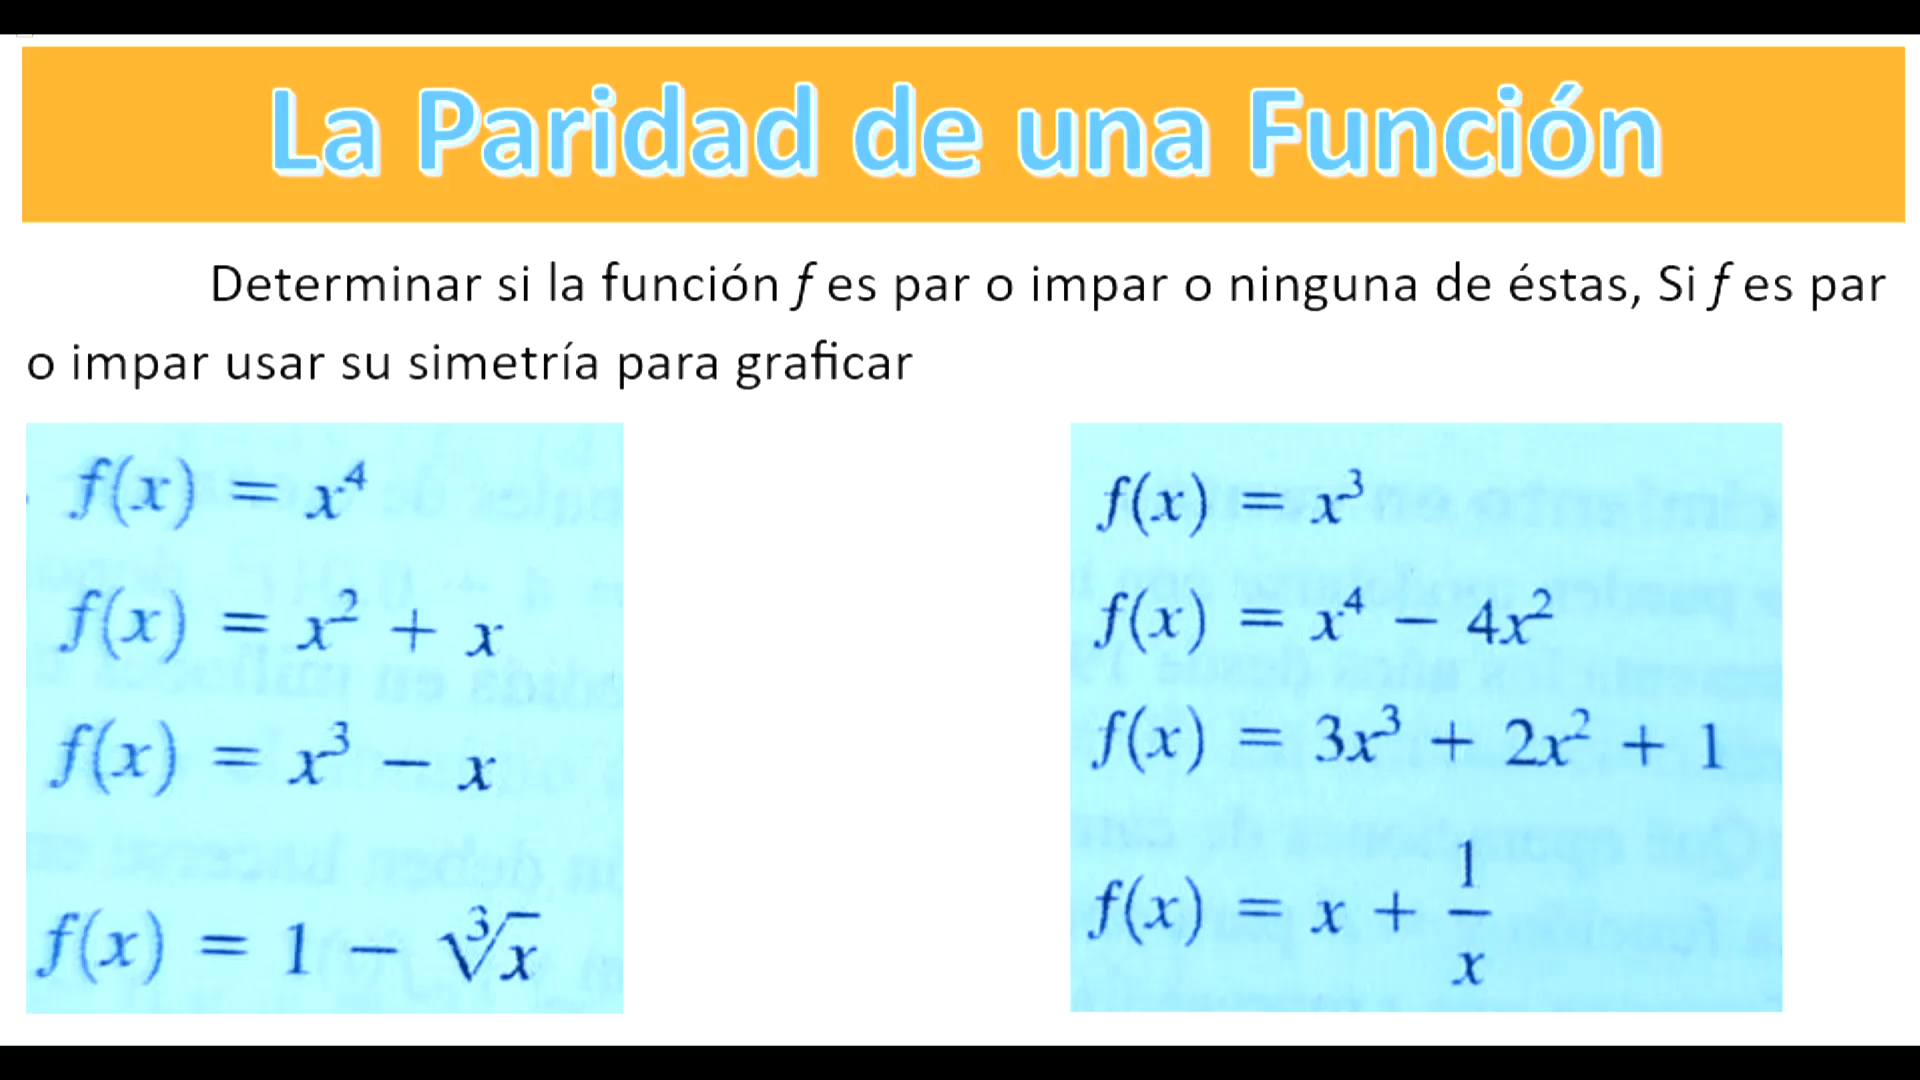 La Paridad de una Función
Determinar si la función f es par o impar o ninguna de éstas, Si f es par
o impar usar su simetría para graficar
f(x) = x⁴
f(x) = x² + x
f(x) = x³ − x
f(x) = 1 − ∛x
f(x) = x³
f(x) = x⁴ − 4x²
f(x) = 3x³ + 2x² + 1
f(x) = x + 1/x